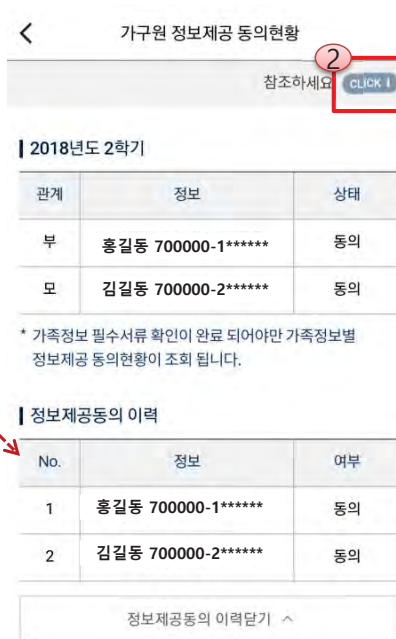 가구원 정보제공 동의현황
2
참조하세요 CLICK !
2018년도 2학기
관계 정보 상태
부 홍길동 700000-1****** 동의
모 김길동 700000-2****** 동의
* 가족정보 필수서류 확인이 완료 되어야만 가족정보별
정보제공 동의현황이 조회 됩니다.
정보제공동의 이력
No. 정보 여부
1 홍길동 700000-1****** 동의
2 김길동 700000-2****** 동의
정보제공동의 이력닫기